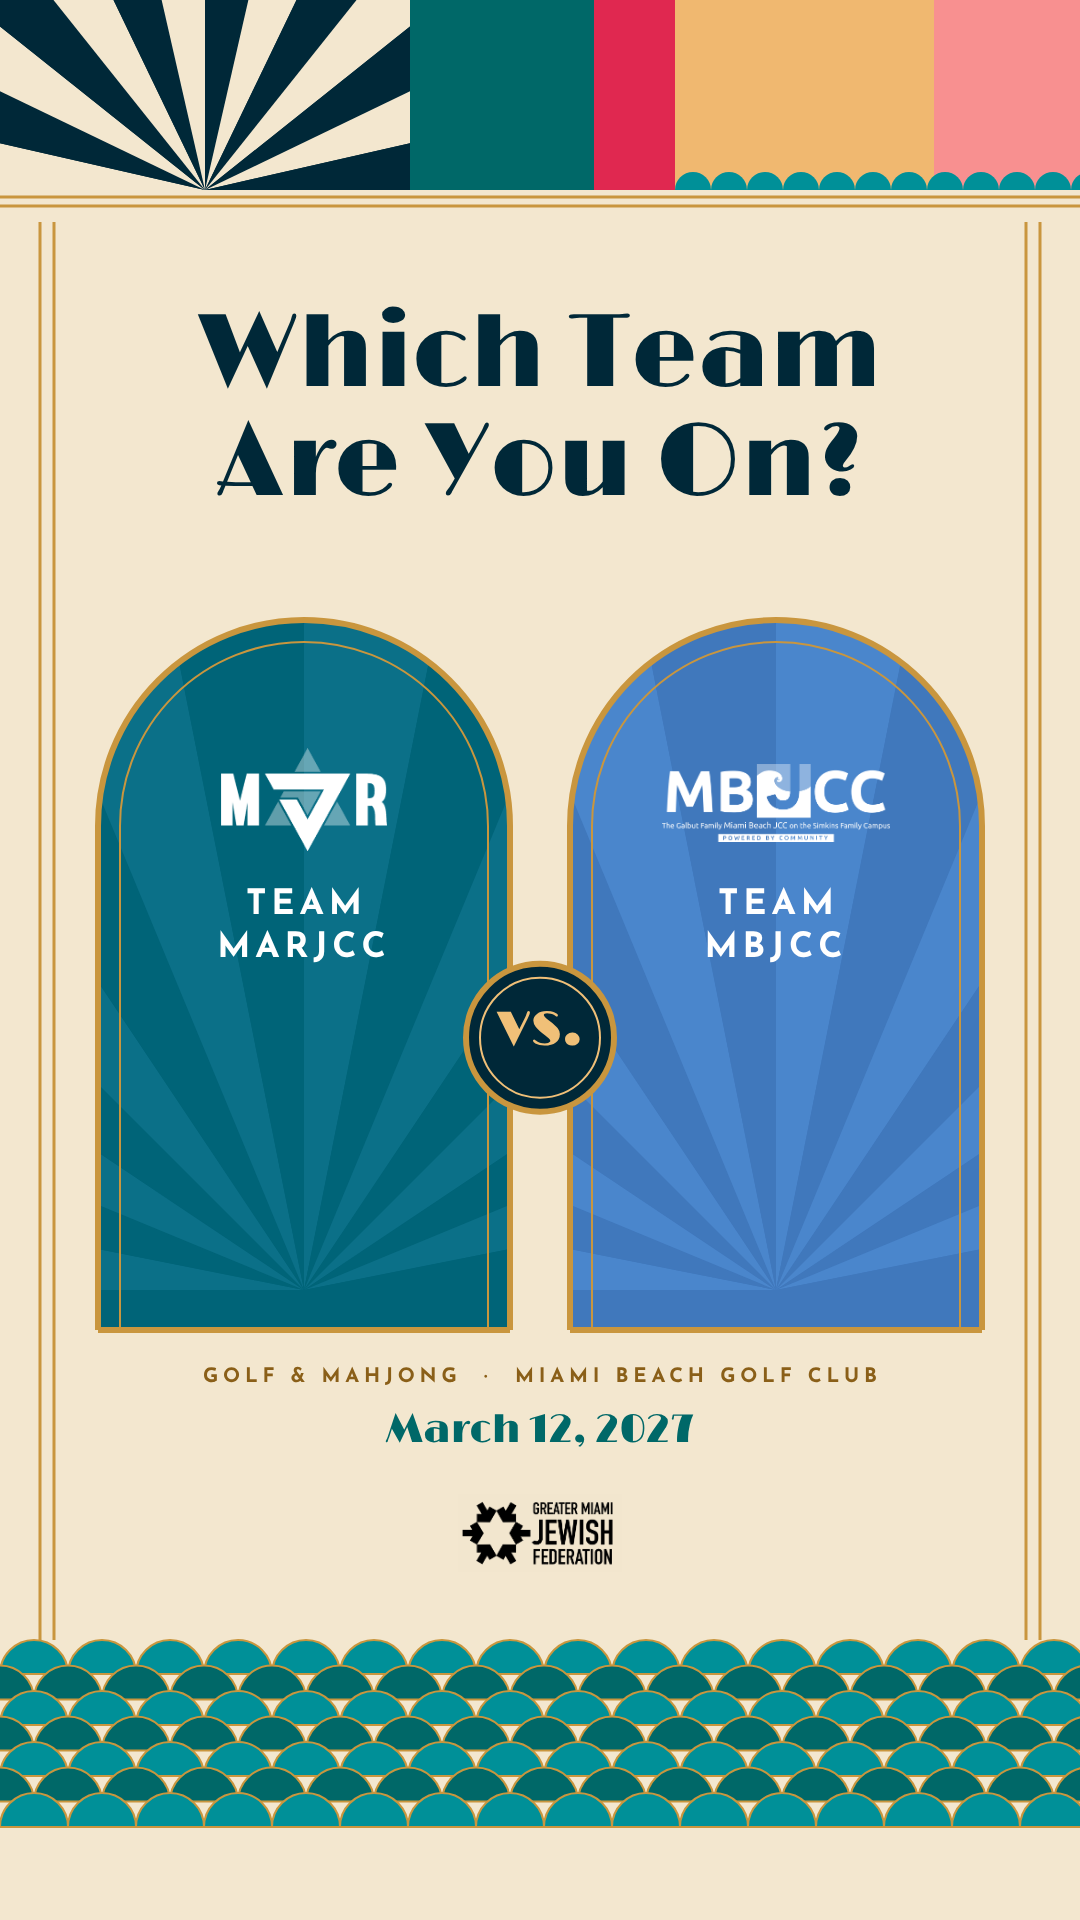 Which Team
Are You On?
M R
TEAM
MARJCC
MBJCC
The Galbut Family Miami Beach JCC on the Simkins Family Campus
POWERED BY COMMUNITY
TEAM
MBJCC
vs.
GOLF & MAHJONG · MIAMI BEACH GOLF CLUB
March 12, 2027
GREATER MIAMI
JEWISH
FEDERATION